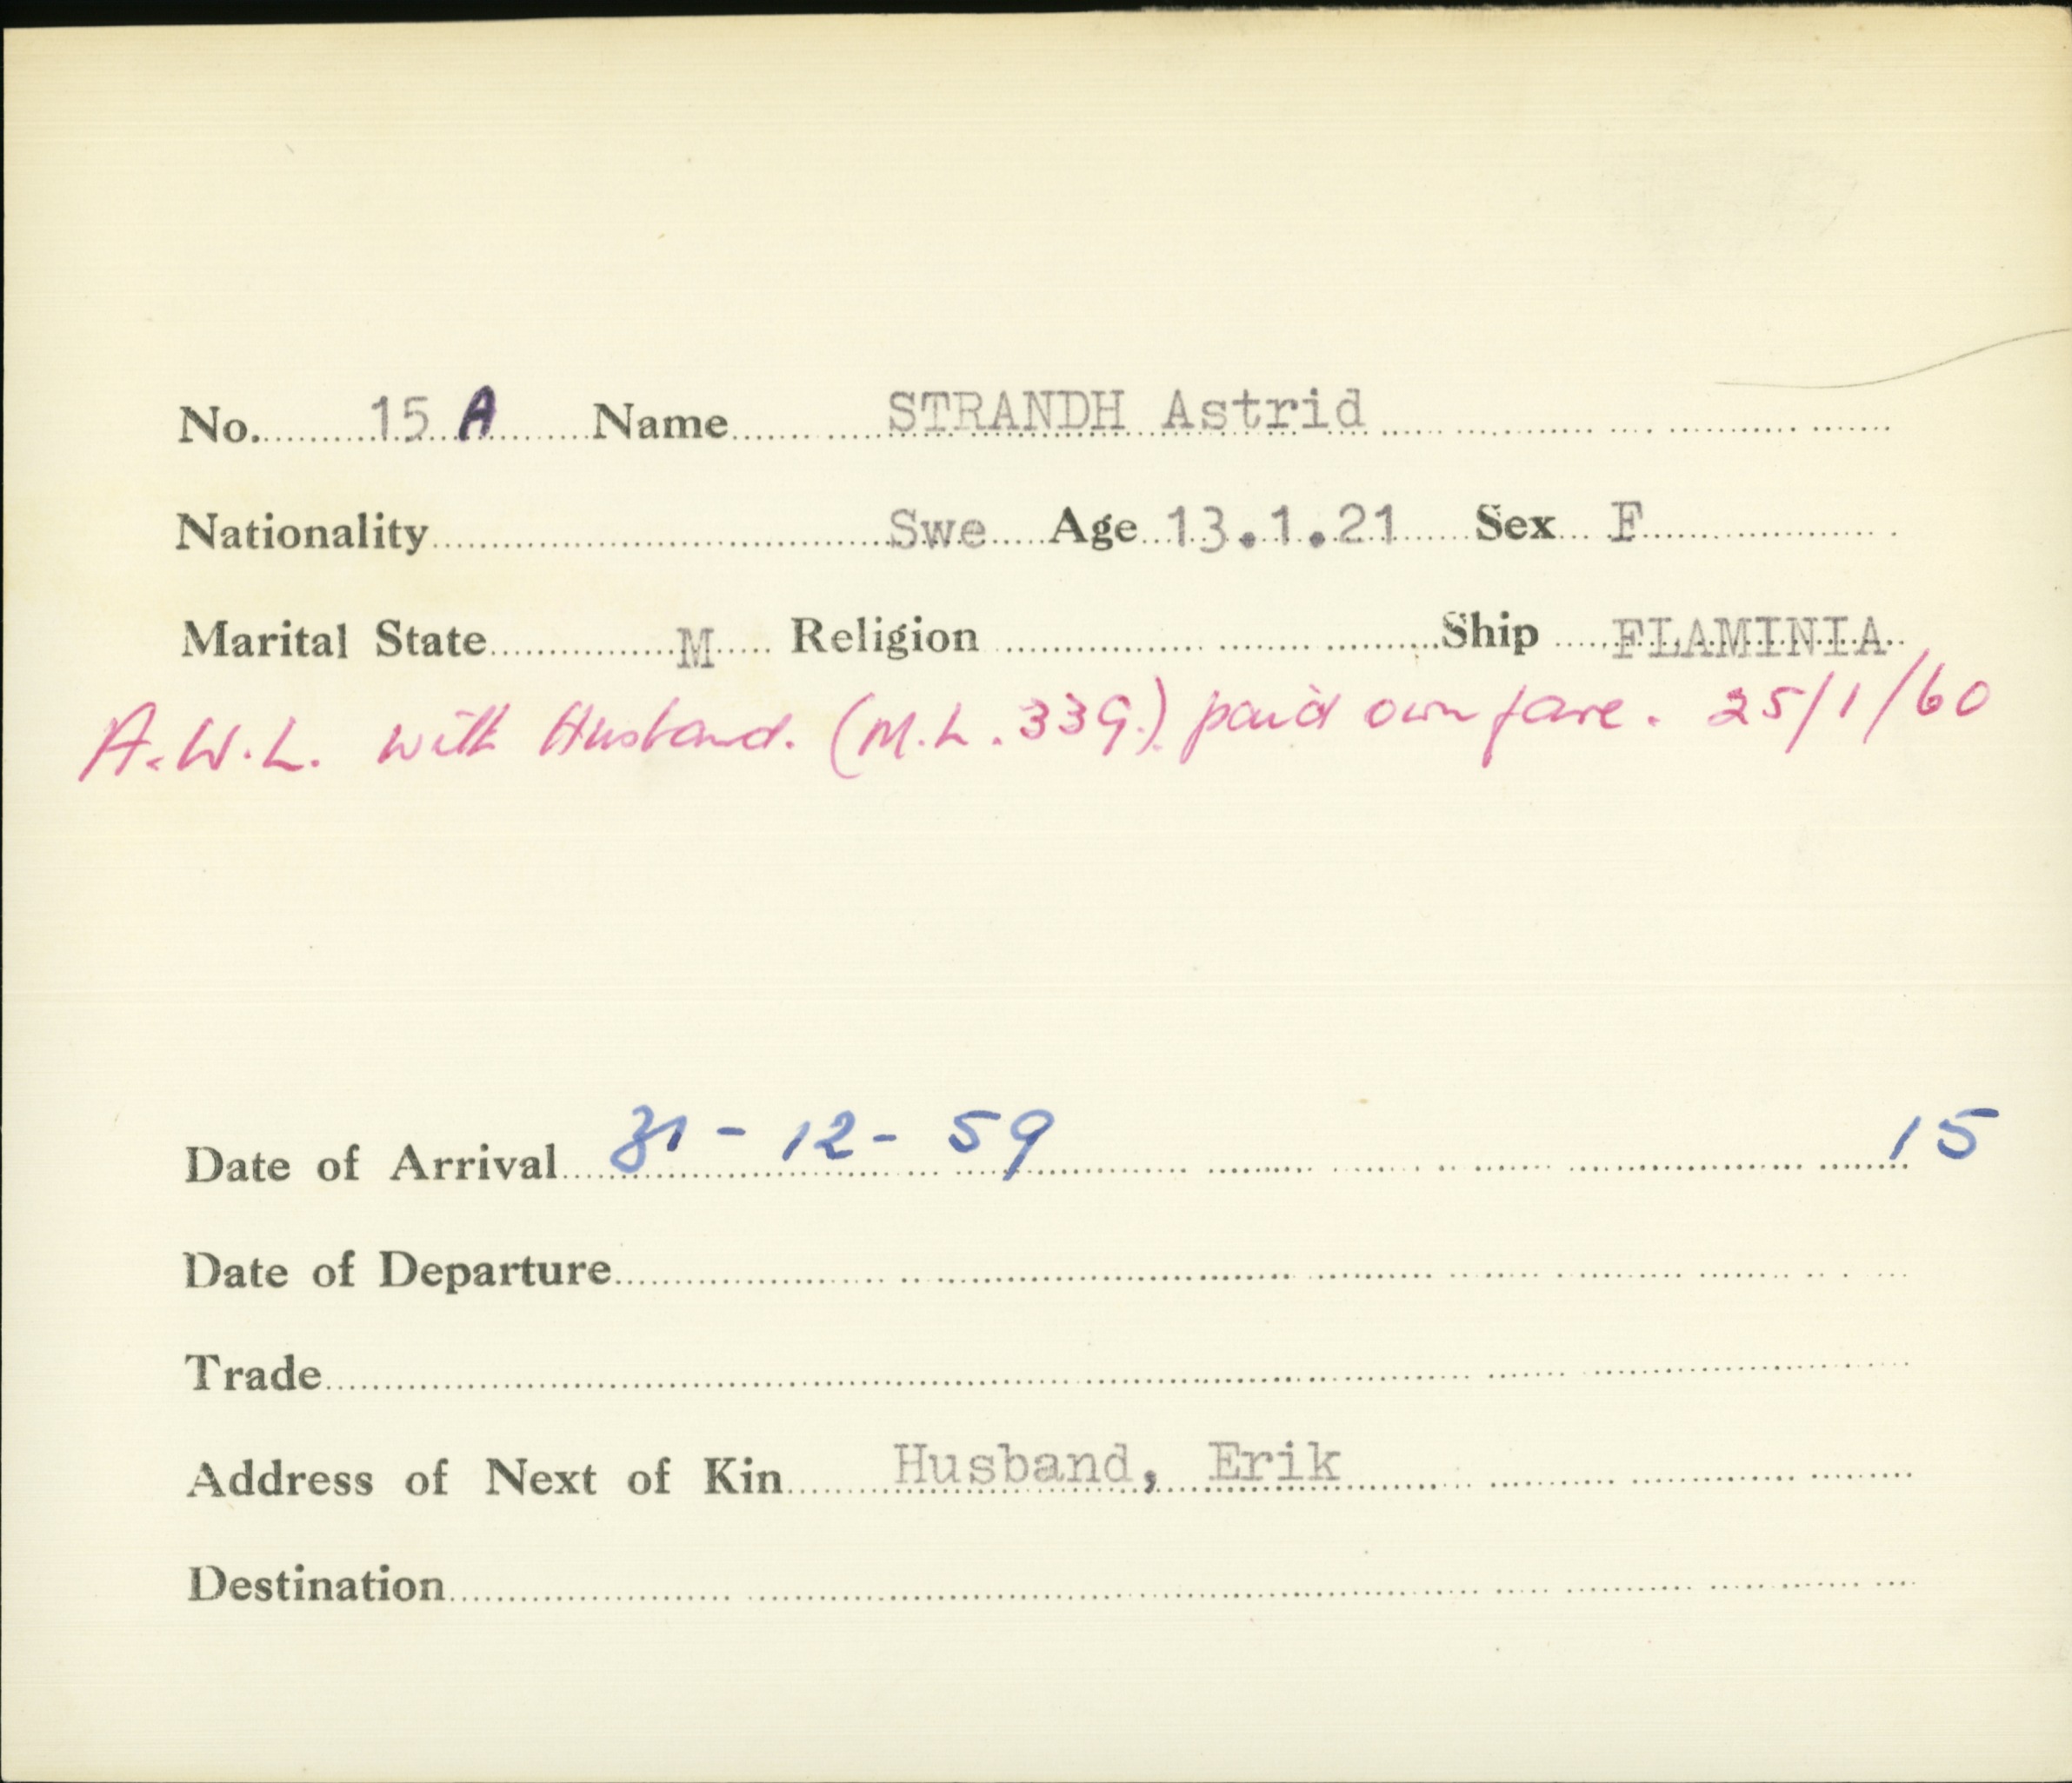 No. 15 A Name STRANDH Astrid
Nationality Swe Age 13.1.21 Sex F
Marital State M Religion Ship FLAMINIA
A.W.L. with Husband. (M.L. 339.) paid own fare. 25/1/60
Date of Arrival 31 - 12 - 59 15
Date of Departure
Trade
Address of Next of Kin Husband, Erik
Destination